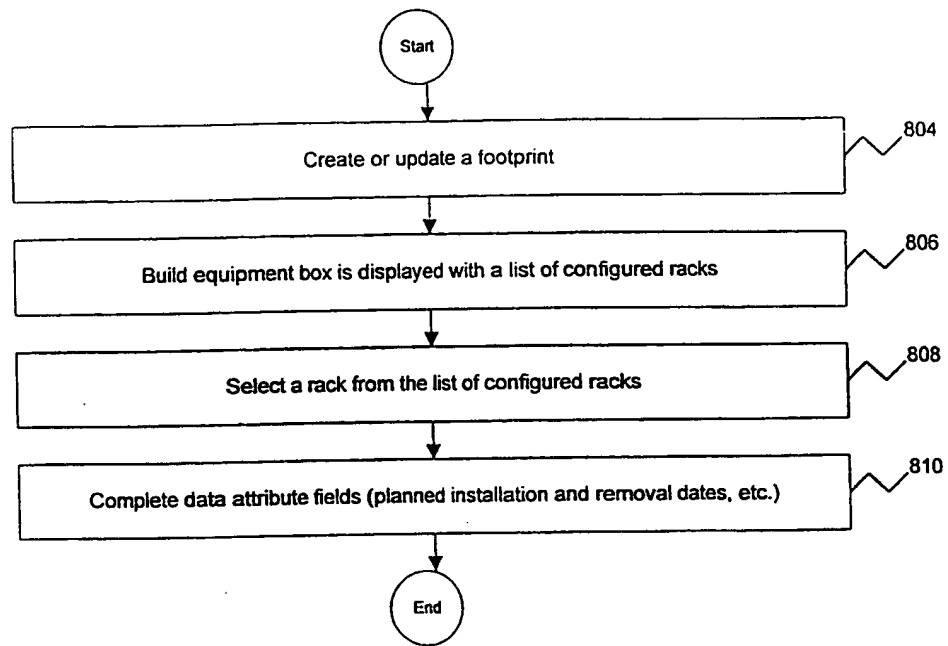 Start
Create or update a footprint
804
Build equipment box is displayed with a list of configured racks
806
Select a rack from the list of configured racks
808
Complete data attribute fields (planned installation and removal dates, etc.)
810
End